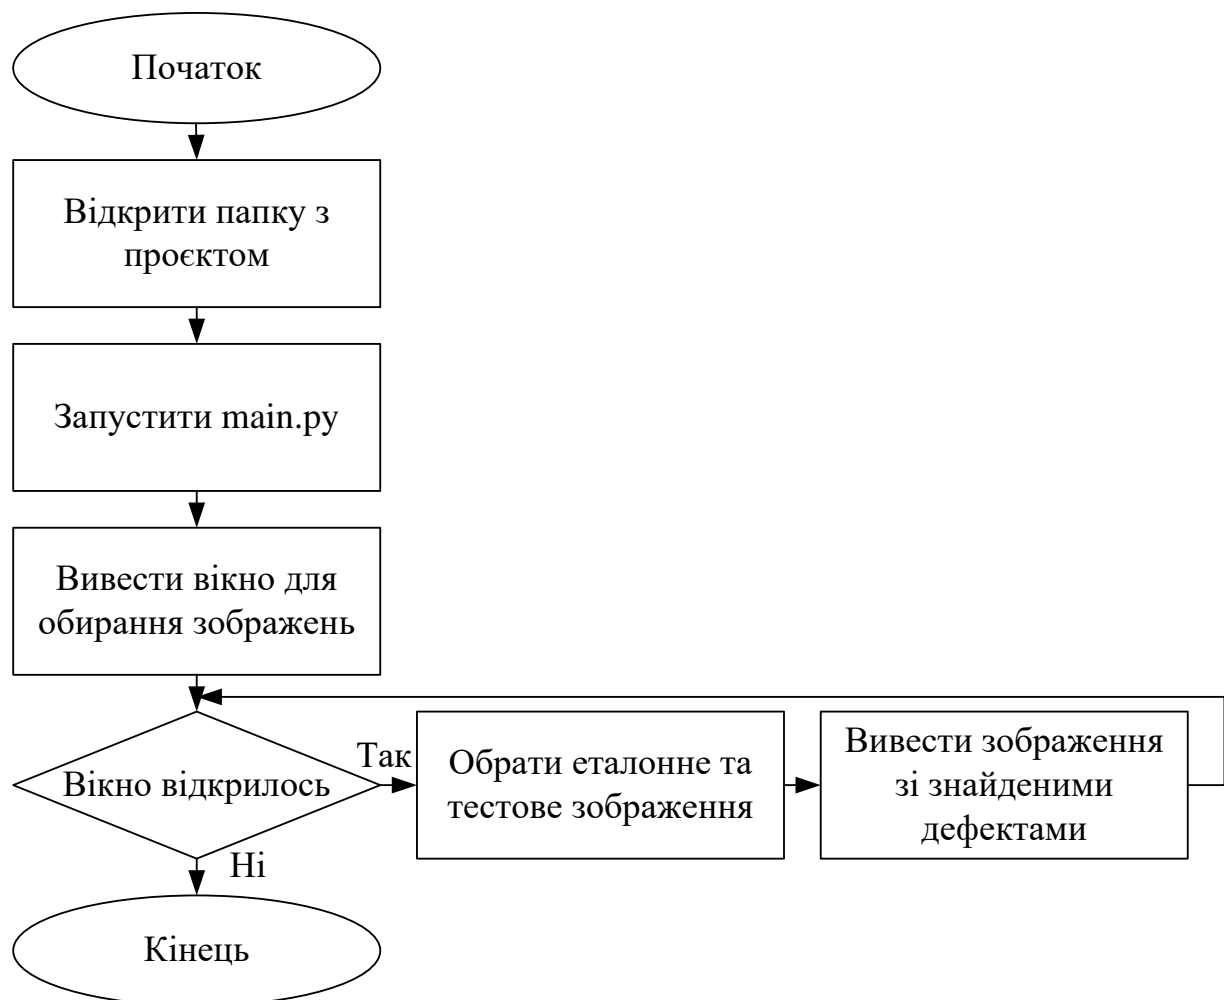 Початок
Відкрити папку з
проєктом
Запустити main.py
Вивести вікно для
обирання зображень
Вікно відкрилось
Так
Обрати еталонне та
тестове зображення
Вивести зображення
зі знайденими
дефектами
Ні
Кінець